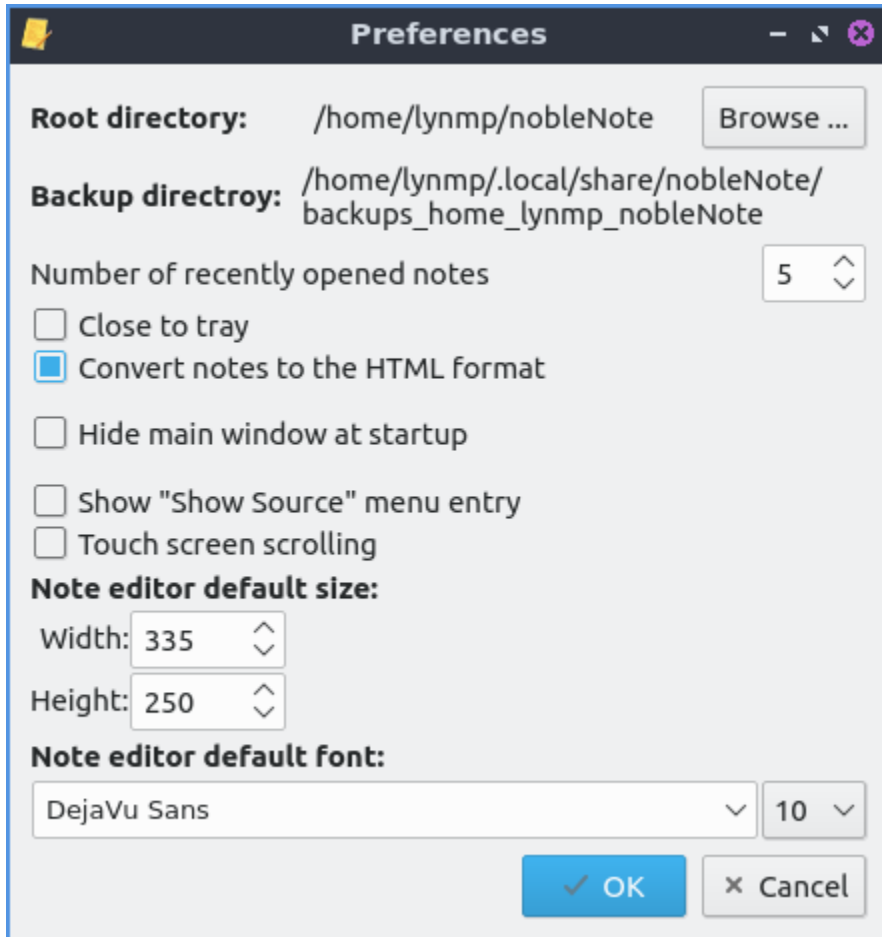 Preferences
Root directory: /home/lynmp/nobleNote Browse ...
Backup directroy: /home/lynmp/.local/share/nobleNote/
backups_home_lynmp_nobleNote
Number of recently opened notes 5
Close to tray
Convert notes to the HTML format
Hide main window at startup
Show "Show Source" menu entry
Touch screen scrolling
Note editor default size:
Width: 335
Height: 250
Note editor default font:
DejaVu Sans 10
OK Cancel